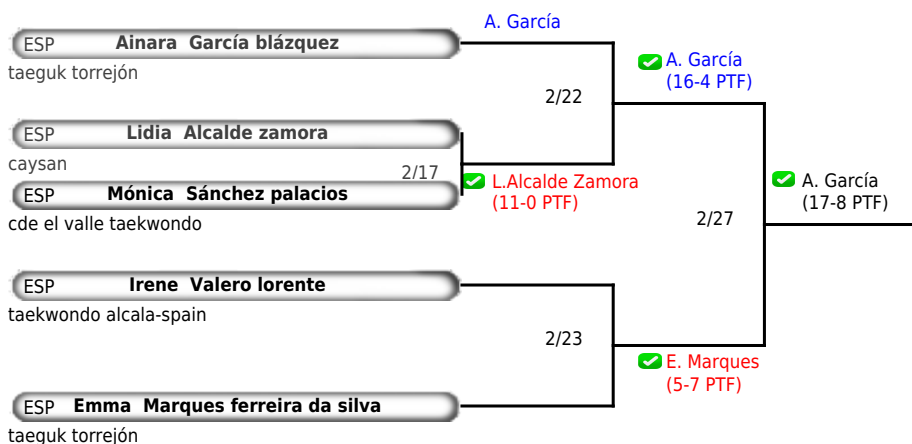 A. García
ESP Ainara García blázquez
taeguk torrejón
A. García
(16-4 PTF)
2/22
ESP Lidia Alcalde zamora
caysan
2/17
L.Alcalde Zamora
(11-0 PTF)
A. García
(17-8 PTF)
ESP Mónica Sánchez palacios
cde el valle taekwondo
2/27
ESP Irene Valero lorente
taekwondo alcala-spain
2/23
E. Marques
(5-7 PTF)
ESP Emma Marques ferreira da silva
taeguk torrejón